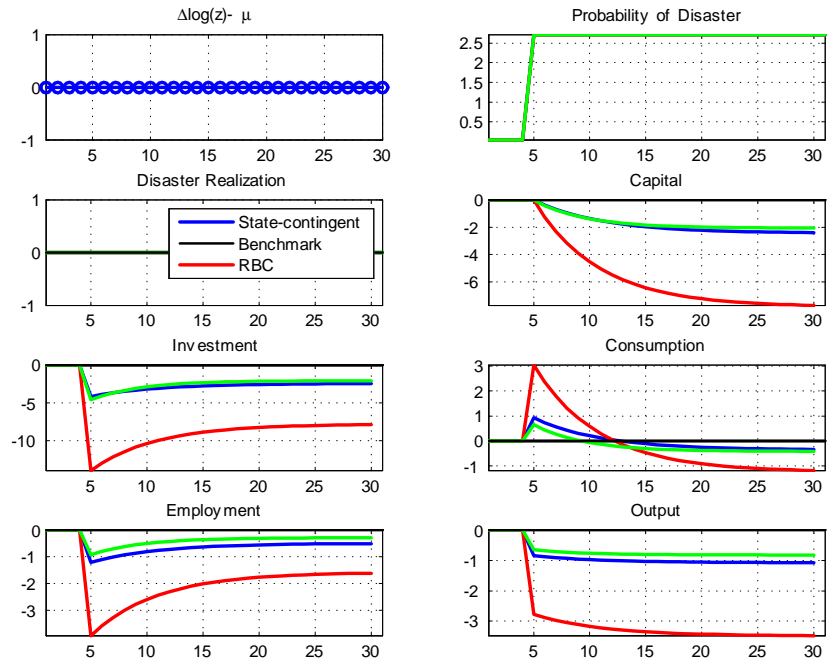 Δlog(z)- μ
1
0
-1
5 10 15 20 25 30
Probability of Disaster
2.5
2
1.5
1
0.5
5 10 15 20 25 30
Disaster Realization
1
0
-1
State-contingent
Benchmark
RBC
5 10 15 20 25 30
Capital
0
-2
-4
-6
5 10 15 20 25 30
Investment
0
-5
-10
5 10 15 20 25 30
Consumption
3
2
1
0
-1
5 10 15 20 25 30
Employment
0
-1
-2
-3
5 10 15 20 25 30
Output
0
-1
-2
-3
5 10 15 20 25 30